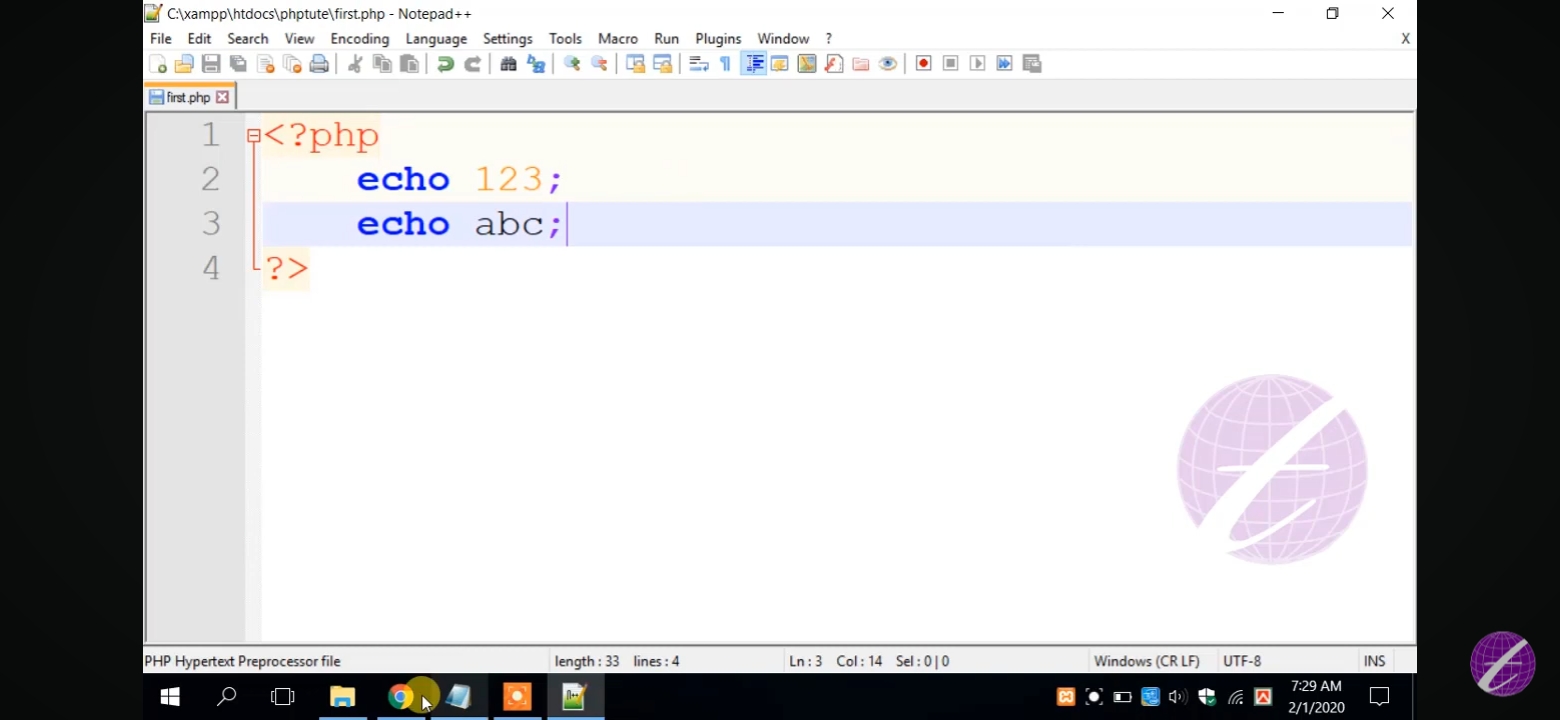 C:\xampp\htdocs\phptute\first.php - Notepad++
File Edit Search View Encoding Language Settings Tools Macro Run Plugins Window ? X
first.php
1 <?php
2 echo 123;
3 echo abc;
4 ?>
PHP Hypertext Preprocessor file length : 33 lines : 4 Ln : 3 Col : 14 Sel : 0 | 0 Windows (CR LF) UTF-8 INS
7:29 AM
2/1/2020